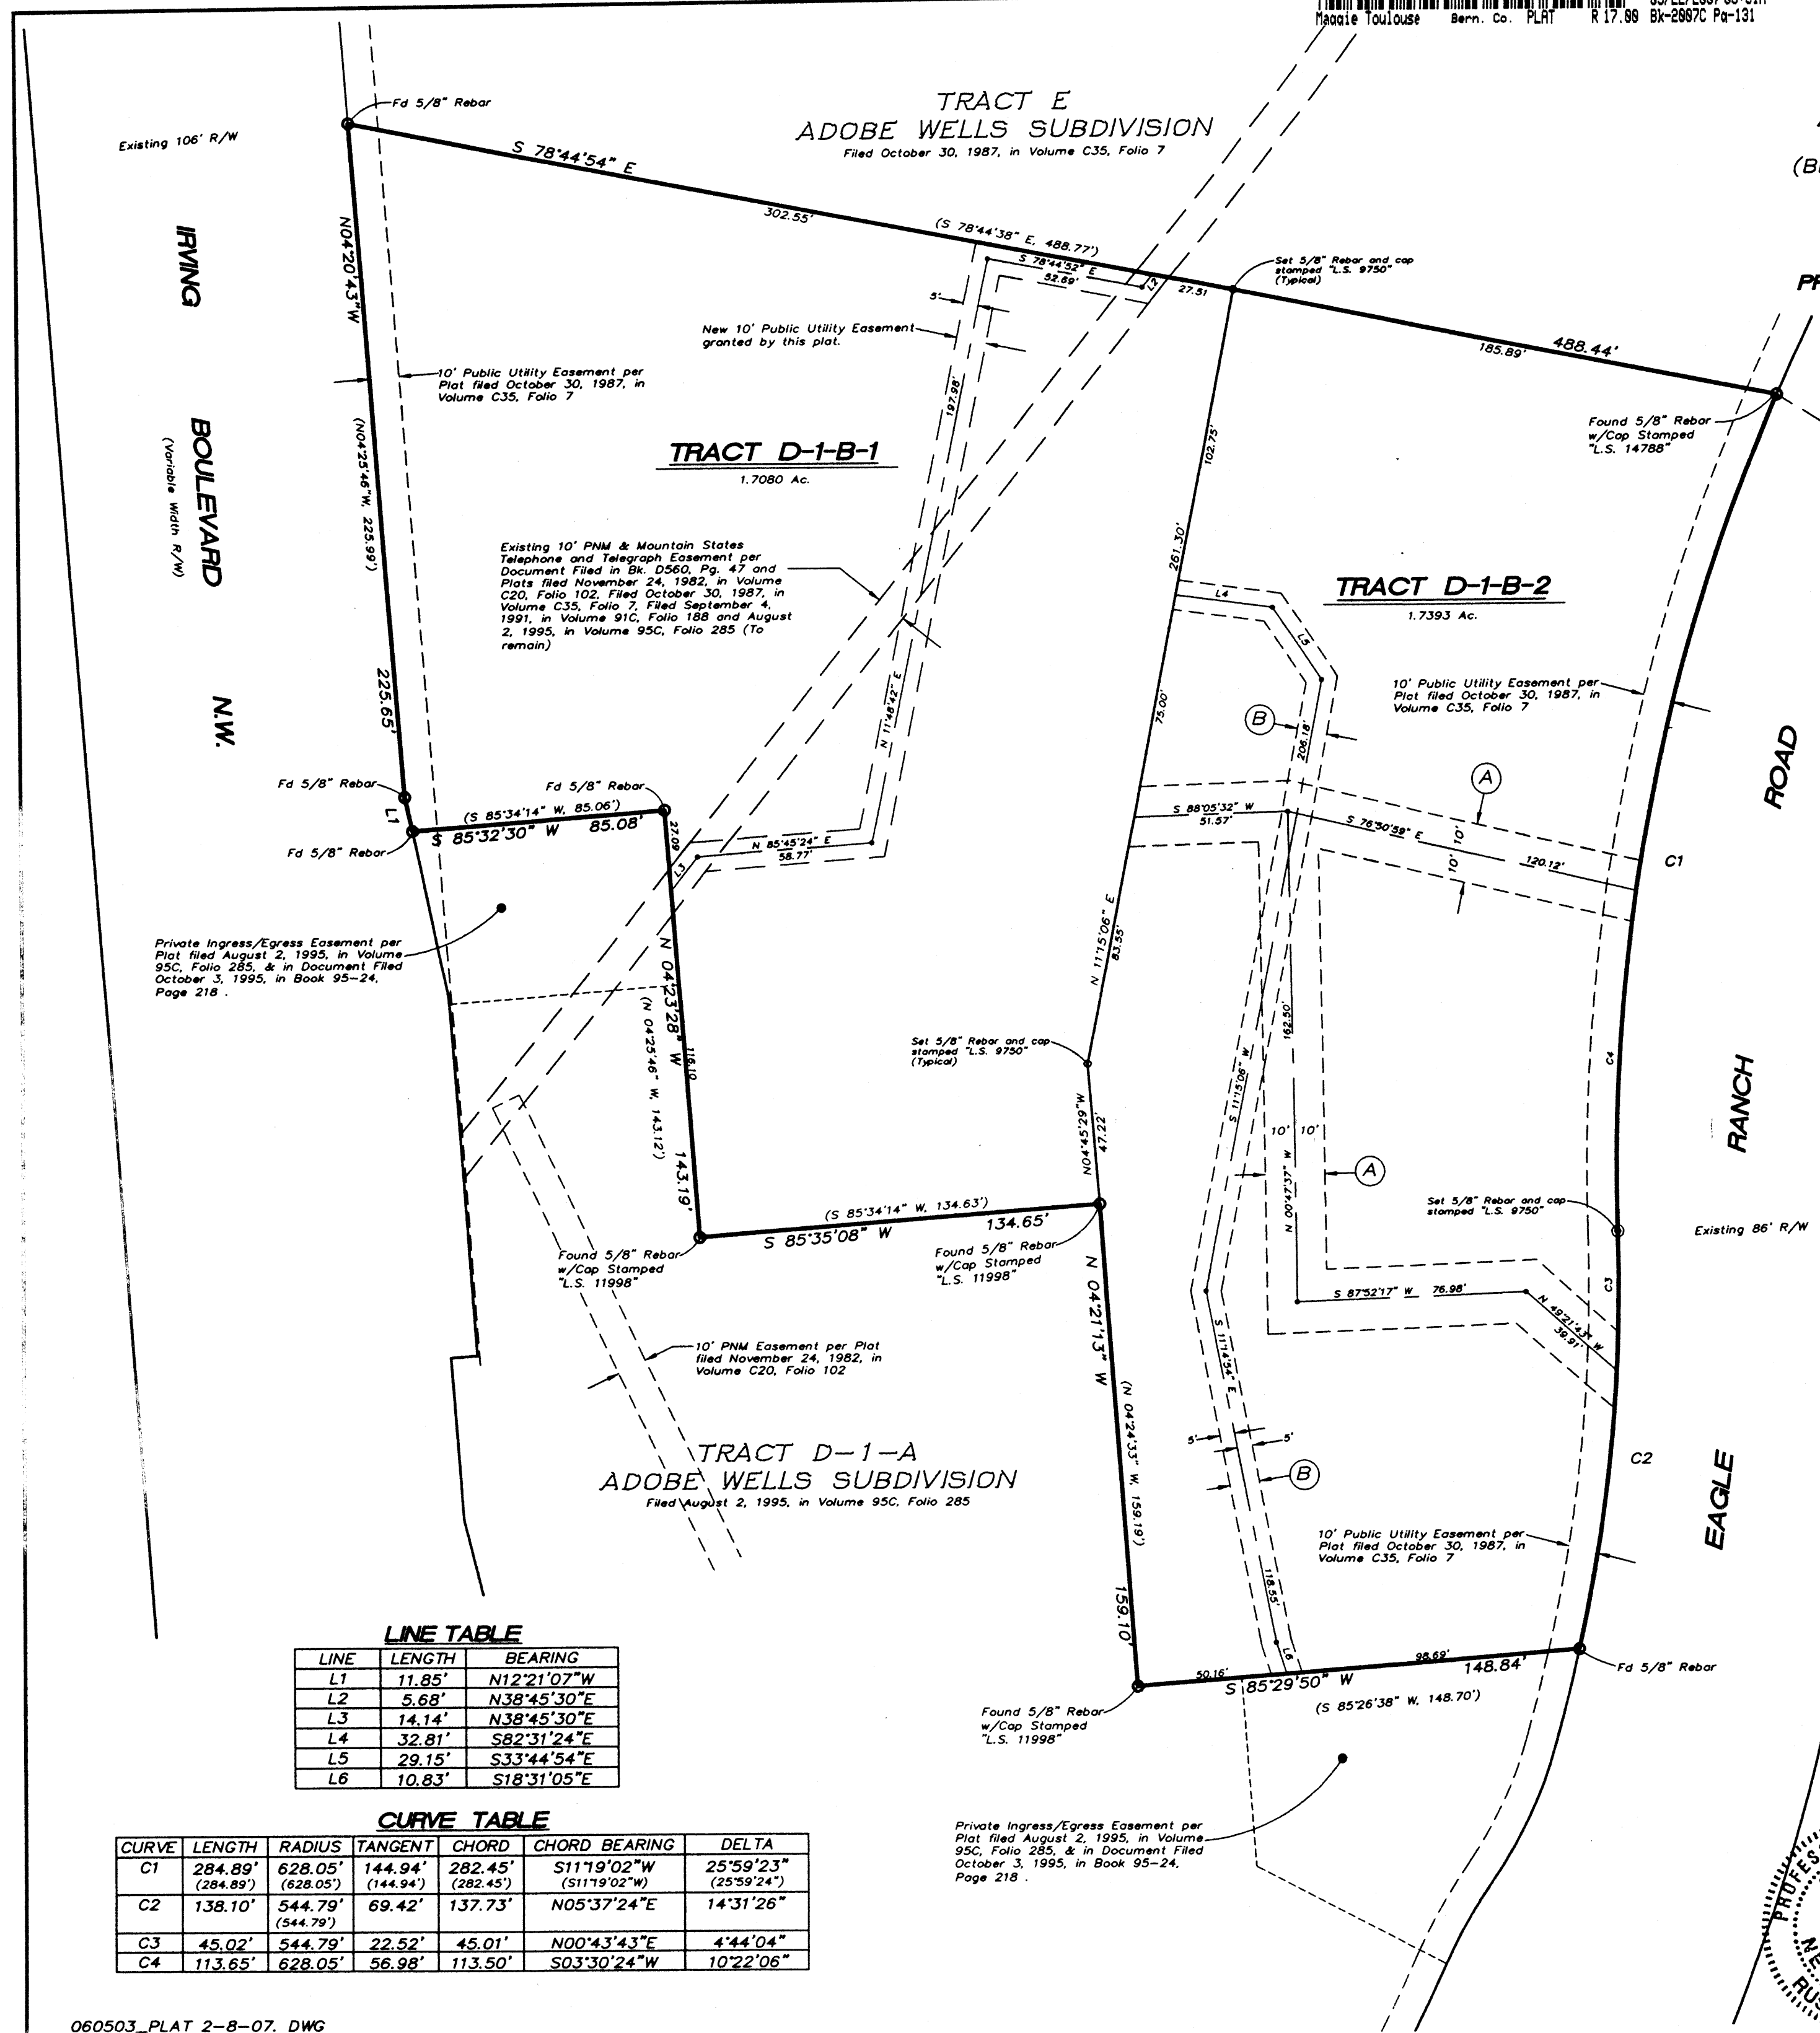 Maggie Toulouse Bern. Co. PLAT R 17.00 Bk-2007C Pg-131
TRACT E
ADOBE WELLS SUBDIVISION
Filed October 30, 1987, in Volume C35, Folio 7
Fd 5/8" Rebar
Existing 106' R/W
(B
PR
S 78°44'54" E
302.55'
(S 78°44'38" E, 488.77')
S 78°44'52" E
52.69'
L2
27.51
Set 5/8" Rebar and cap
stamped "L.S. 9750"
(Typical)
185.89'
488.44'
Found 5/8" Rebar
w/Cap Stamped
"L.S. 14788"
IRVING
BOULEVARD
(Variable Width R/W)
N.W.
N04°20'43"W
(N04°25'46"W, 225.99')
225.65'
5'
New 10' Public Utility Easement
granted by this plat.
10' Public Utility Easement per
Plat filed October 30, 1987, in
Volume C35, Folio 7
197.98'
102.75'
TRACT D-1-B-1
1.7080 Ac.
Existing 10' PNM & Mountain States
Telephone and Telegraph Easement per
Document Filed in Bk. D560, Pg. 47 and
Plats filed November 24, 1982, in Volume
C20, Folio 102, Filed October 30, 1987, in
Volume C35, Folio 7, Filed September 4,
1991, in Volume 91C, Folio 188 and August
2, 1995, in Volume 95C, Folio 285 (To
remain)
261.30'
TRACT D-1-B-2
1.7393 Ac.
L4
L5
10' Public Utility Easement per
Plat filed October 30, 1987, in
Volume C35, Folio 7
N 11°48'42" E
75.00'
B
206.18'
A
ROAD
Fd 5/8" Rebar
L1
Fd 5/8" Rebar
(S 85°34'14" W, 85.06')
S 85°32'30" W 85.08'
Fd 5/8" Rebar
27.09
L3
N 85°45'24" E
58.77'
S 88°05'32" W
51.57'
S 76°50'59" E
120.12'
10' 10'
C1
N 11°15'06" E
83.55'
Private Ingress/Egress Easement per
Plat filed August 2, 1995, in Volume
95C, Folio 285, & in Document Filed
October 3, 1995, in Book 95-24,
Page 218 .
N 04°23'28" W
116.10
(N 04°25'46" W, 143.12')
143.19'
Set 5/8" Rebar and cap
stamped "L.S. 9750"
(Typical)
162.50'
S 11°15'06" W
C4
RANCH
N04°45'29"W
47.22'
10' 10'
N 00°47'37" W
A
Set 5/8" Rebar and cap
stamped "L.S. 9750"
Existing 86' R/W
(S 85°34'14" W, 134.63')
S 85°35'08" W 134.65'
Found 5/8" Rebar
w/Cap Stamped
"L.S. 11998"
Found 5/8" Rebar
w/Cap Stamped
"L.S. 11998"
S 87°52'17" W 76.98'
C3
N 49°21'43" W
39.91'
N 04°21'13" W
(N 04°24'33" W, 159.19')
159.10'
S 11°14'54" E
10' PNM Easement per Plat
filed November 24, 1982, in
Volume C20, Folio 102
5' 5'
B
C2
EAGLE
TRACT D-1-A
ADOBE WELLS SUBDIVISION
Filed August 2, 1995, in Volume 95C, Folio 285
10' Public Utility Easement per
Plat filed October 30, 1987, in
Volume C35, Folio 7
118.55'
L6
50.16'
98.69'
S 85°29'50" W 148.84'
(S 85°26'38" W, 148.70')
Fd 5/8" Rebar
Found 5/8" Rebar
w/Cap Stamped
"L.S. 11998"
Private Ingress/Egress Easement per
Plat filed August 2, 1995, in Volume
95C, Folio 285, & in Document Filed
October 3, 1995, in Book 95-24,
Page 218 .
LINE TABLE
LINE LENGTH BEARING
L1 11.85' N12°21'07"W
L2 5.68' N38°45'30"E
L3 14.14' N38°45'30"E
L4 32.81' S82°31'24"E
L5 29.15' S33°44'54"E
L6 10.83' S18°31'05"E
CURVE TABLE
CURVE LENGTH RADIUS TANGENT CHORD CHORD BEARING DELTA
C1 284.89' 628.05' 144.94' 282.45' S11°19'02"W 25°59'23"
(284.89') (628.05') (144.94') (282.45') (S11°19'02"W) (25°59'24")
C2 138.10' 544.79' 69.42' 137.73' N05°37'24"E 14°31'26"
(544.79')
C3 45.02' 544.79' 22.52' 45.01' N00°43'43"E 4°44'04"
C4 113.65' 628.05' 56.98' 113.50' S03°30'24"W 10°22'06"
060503_PLAT 2-8-07. DWG